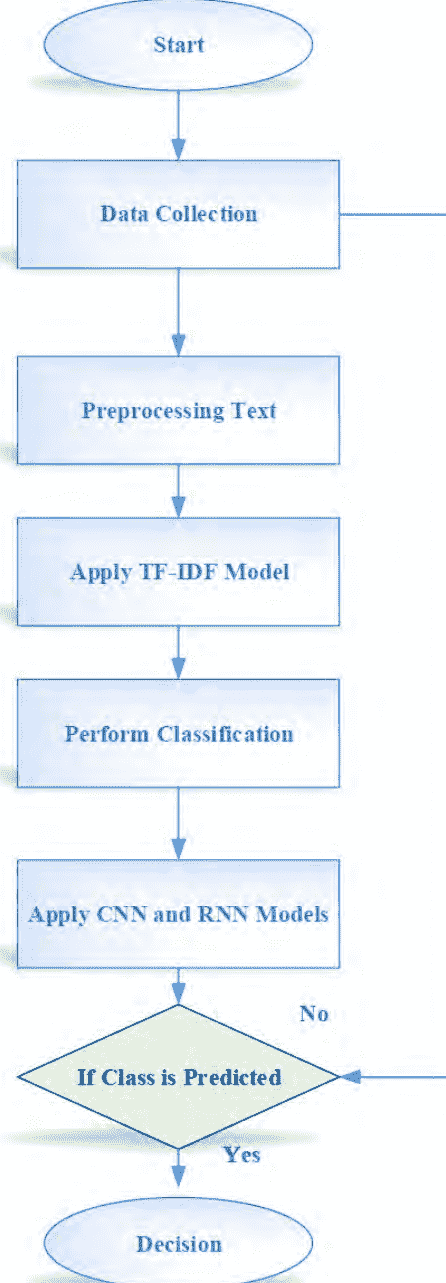 Start
Data Collection
Preprocessing Text
Apply TF-IDF Model
Perform Classification
Apply CNN and RNN Models
No
If Class is Predicted
Yes
Decision